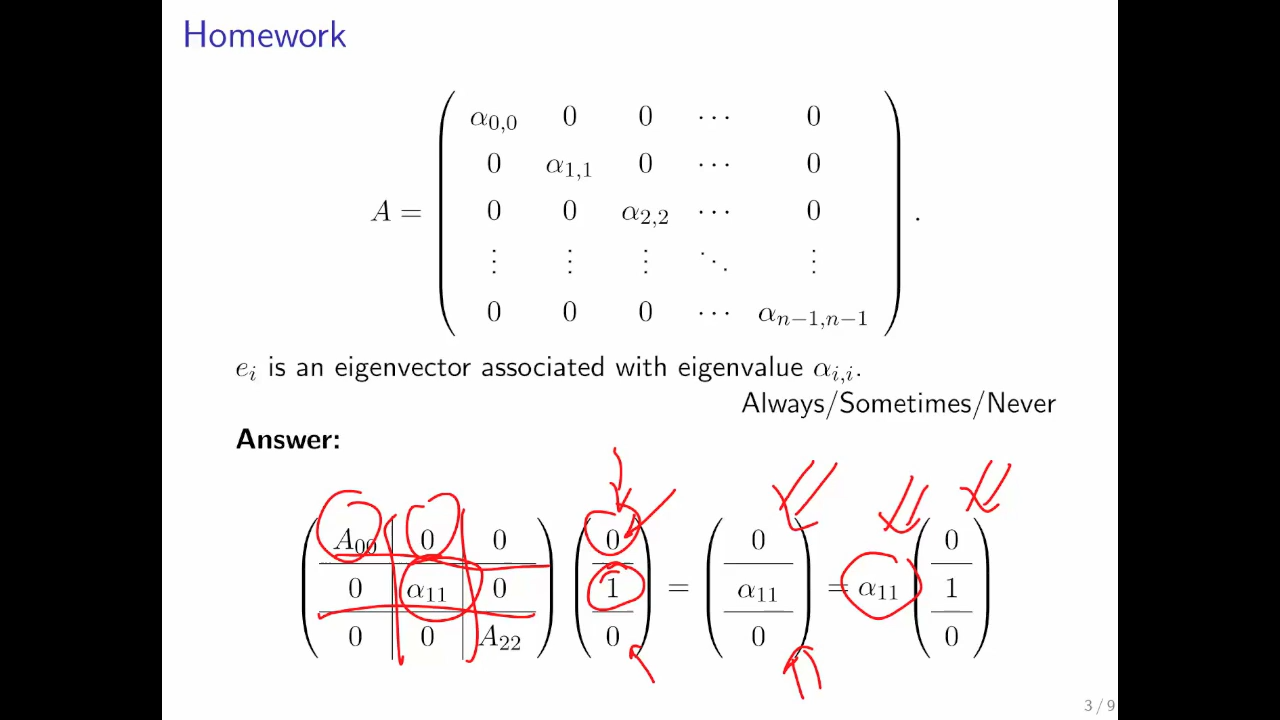 Homework
α0,0 0 0 ··· 0
0 α1,1 0 ··· 0
A = 0 0 α2,2 ··· 0 .
⋮ ⋮ ⋮ ⋱ ⋮
0 0 0 ··· αn−1,n−1
ei is an eigenvector associated with eigenvalue αi,i.
Always/Sometimes/Never
Answer:
A00 0 0 0 0 0
0 α11 0 1 = α11 = α11 1
0 0 A22 0 0 0
3 / 9